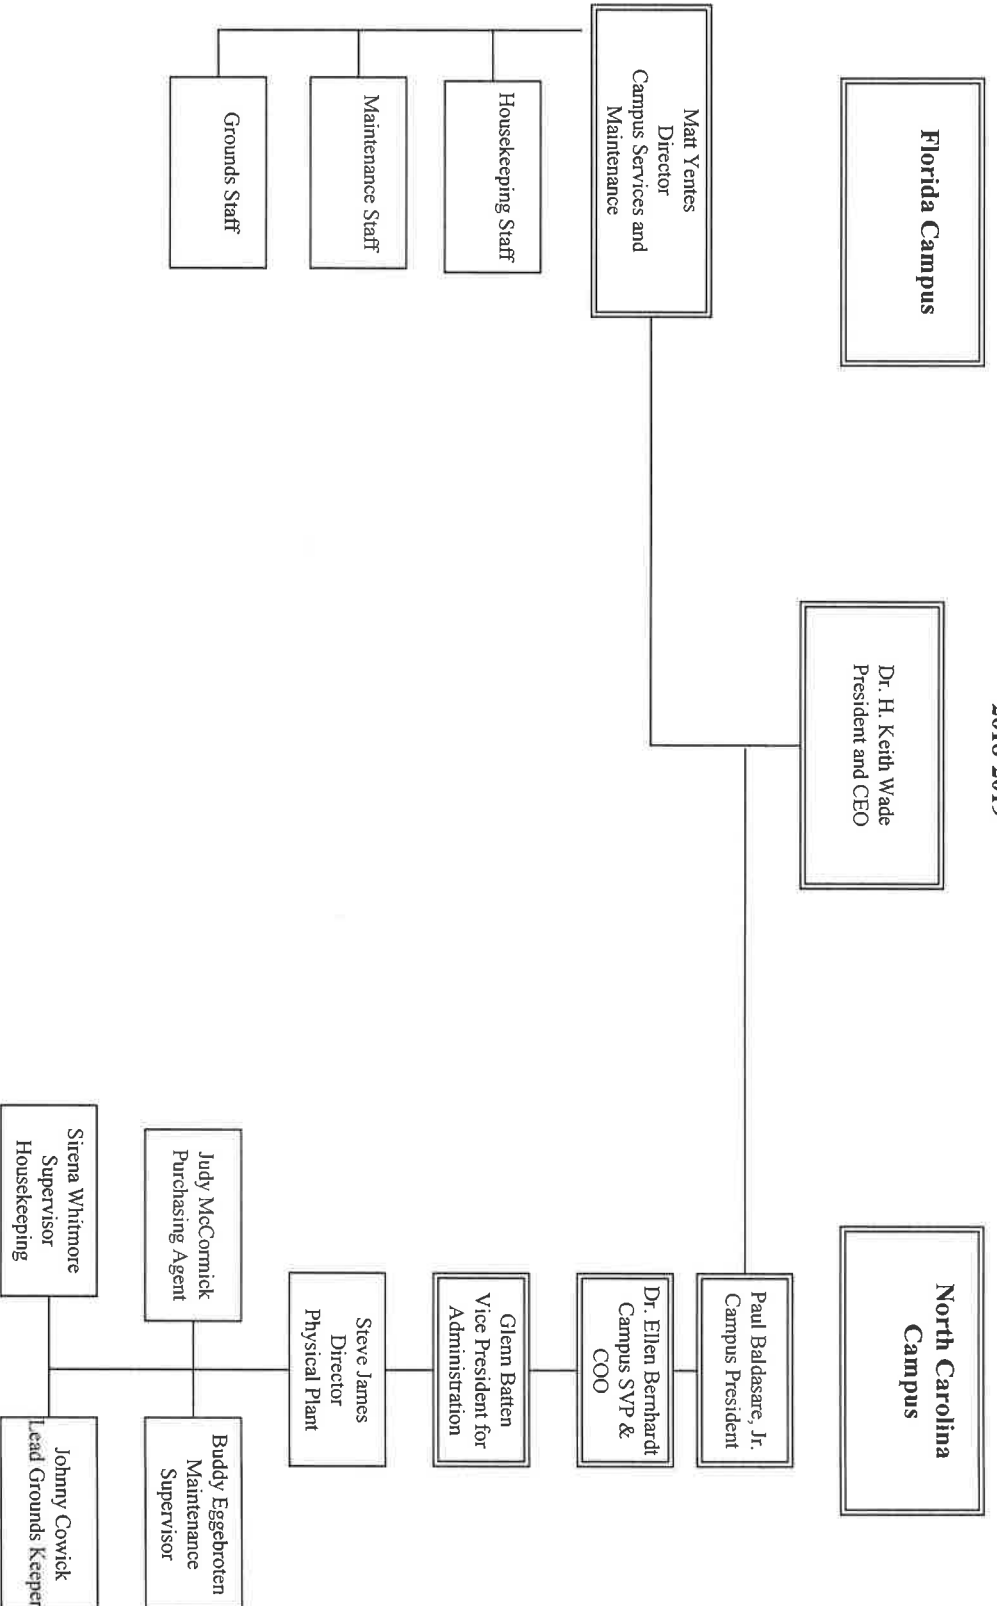 Florida Campus
Dr. H. Keith Wade
President and CEO
North Carolina
Campus
Matt Yentes
Director
Campus Services and
Maintenance
Housekeeping Staff
Maintenance Staff
Grounds Staff
Paul Baldasare, Jr.
Campus President
Dr. Ellen Bernhardt
Campus SVP &
COO
Glenn Batten
Vice President for
Administration
Steve James
Director
Physical Plant
Judy McCormick
Purchasing Agent
Buddy Eggebroten
Maintenance
Supervisor
Sirena Whitmore
Supervisor
Housekeeping
Johnny Cowick
Lead Grounds Keeper